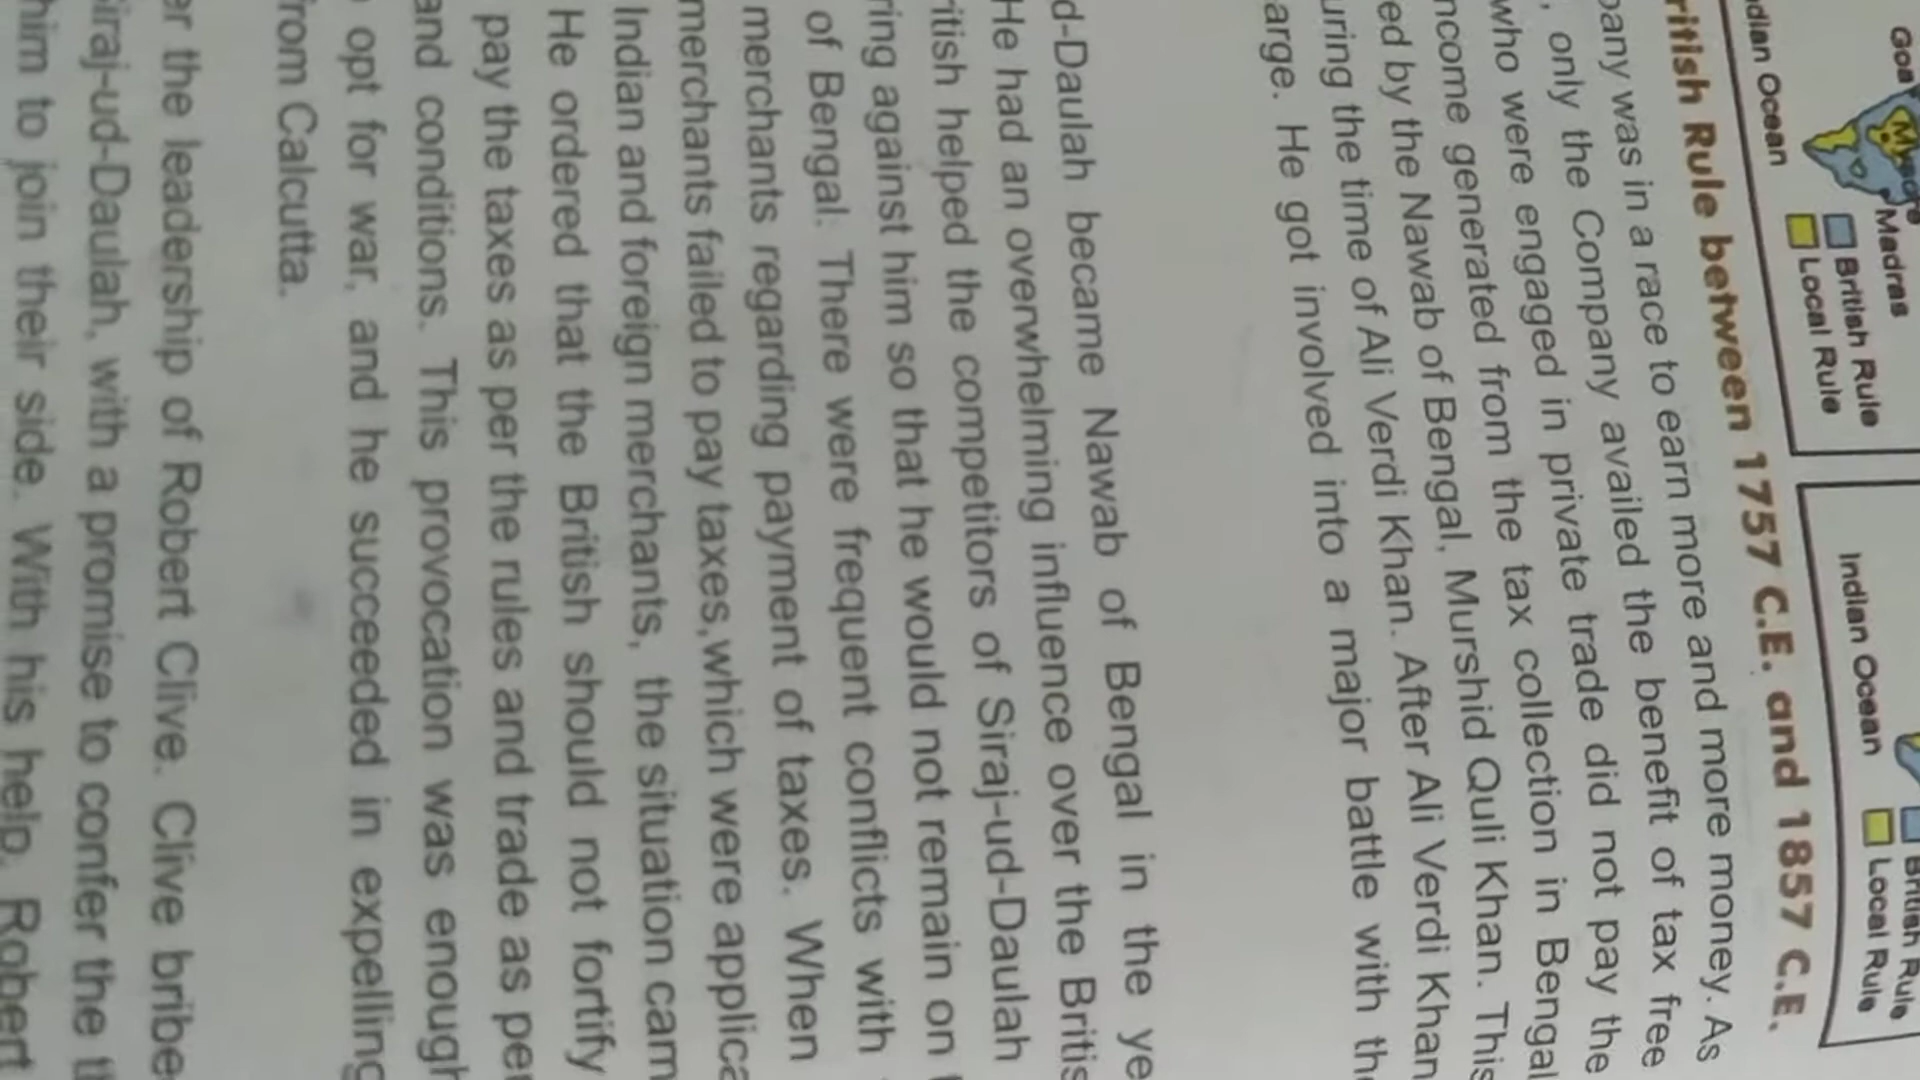 Goa
Madras
Indian Ocean
British Rule
Local Rule
Indian Ocean
British Rule
Local Rule
ritish Rule between 1757 C.E. and 1857 C.E.
pany was in a race to earn more and more money. As
, only the Company availed the benefit of tax free
who were engaged in private trade did not pay the
ncome generated from the tax collection in Bengal
ed by the Nawab of Bengal, Murshid Quli Khan. This
uring the time of Ali Verdi Khan. After Ali Verdi Khan
arge. He got involved into a major battle with th
d-Daulah became Nawab of Bengal in the ye
He had an overwhelming influence over the Britis
ritish helped the competitors of Siraj-ud-Daulah
ring against him so that he would not remain on
of Bengal. There were frequent conflicts with
merchants regarding payment of taxes. When
merchants failed to pay taxes,which were applica
Indian and foreign merchants, the situation cam
He ordered that the British should not fortify
pay the taxes as per the rules and trade as per
and conditions. This provocation was enough
opt for war, and he succeeded in expelling
from Calcutta.
er the leadership of Robert Clive. Clive bribe
Siraj-ud-Daulah, with a promise to confer the t
him to join their side. With his help, Robert